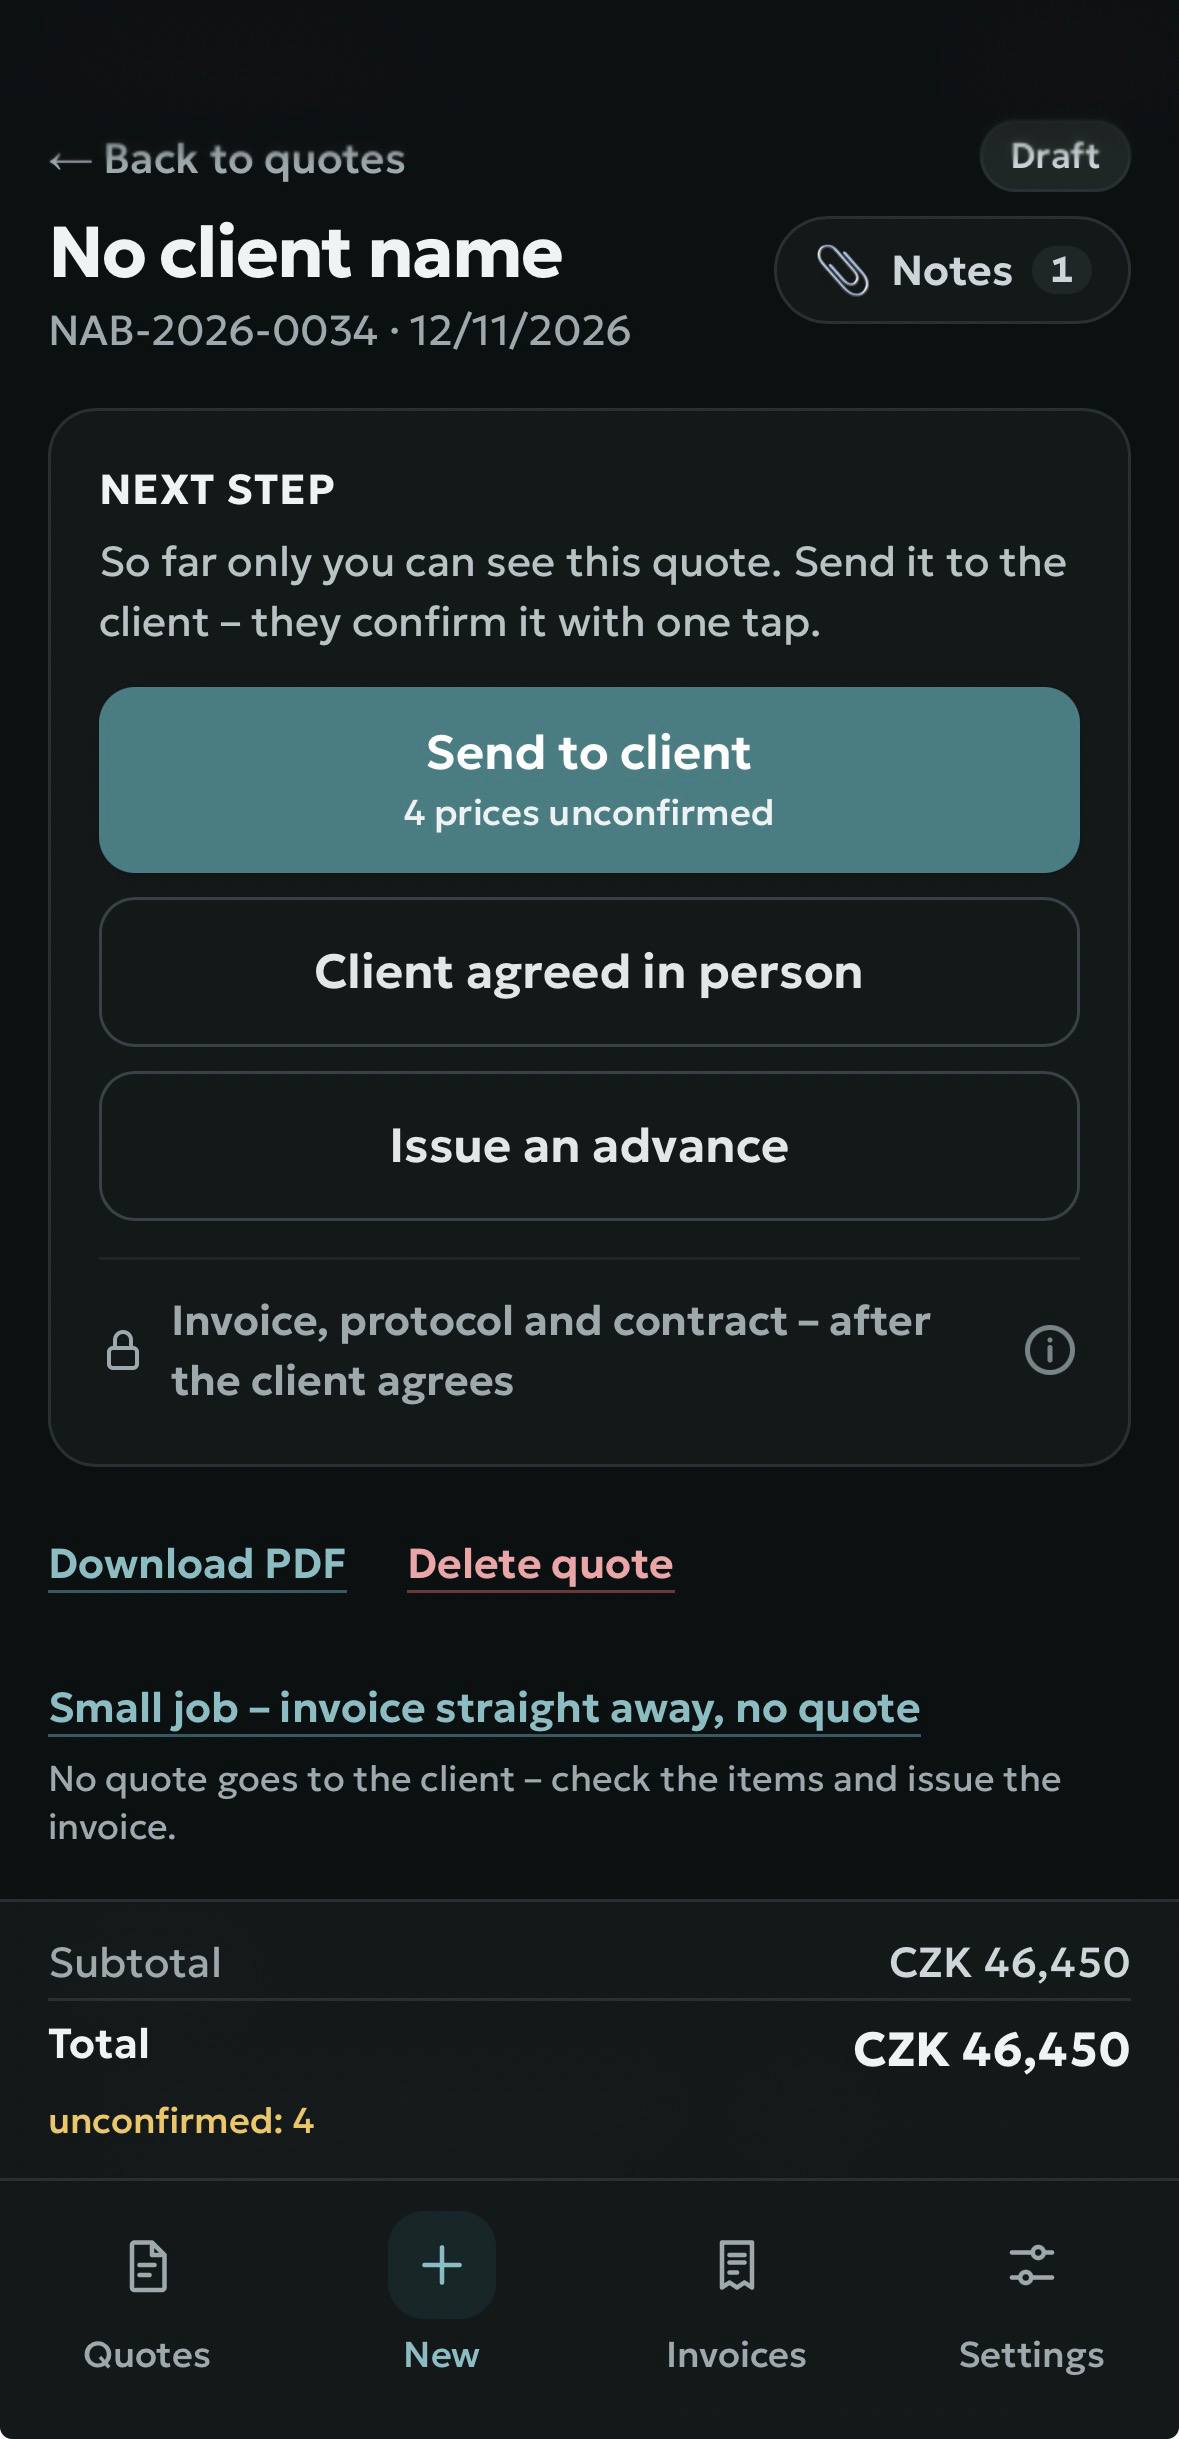 ← Back to quotes
Draft
No client name
Notes 1
NAB-2026-0034 · 12/11/2026
NEXT STEP
So far only you can see this quote. Send it to the
client – they confirm it with one tap.
Send to client
4 prices unconfirmed
Client agreed in person
Issue an advance
Invoice, protocol and contract – after
the client agrees
Download PDF
Delete quote
Small job – invoice straight away, no quote
No quote goes to the client – check the items and issue the
invoice.
Subtotal CZK 46,450
Total CZK 46,450
unconfirmed: 4
Quotes New Invoices Settings